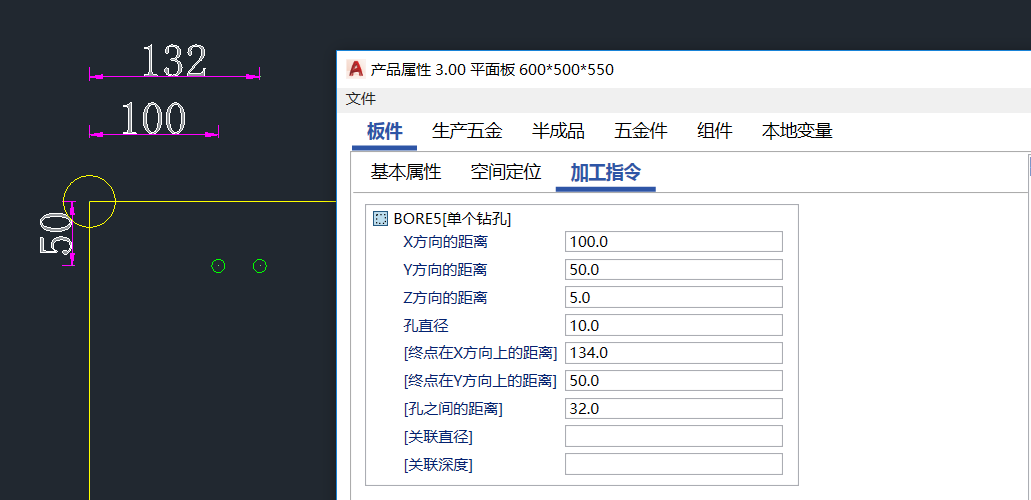 132
100
50
产品属性 3.00 平面板 600*500*550
文件
板件 生产五金 半成品 五金件 组件 本地变量
基本属性 空间定位 加工指令
BORE5[单个钻孔]
X方向的距离 100.0
Y方向的距离 50.0
Z方向的距离 5.0
孔直径 10.0
[终点在X方向上的距离] 134.0
[终点在Y方向上的距离] 50.0
[孔之间的距离] 32.0
[关联直径]
[关联深度]